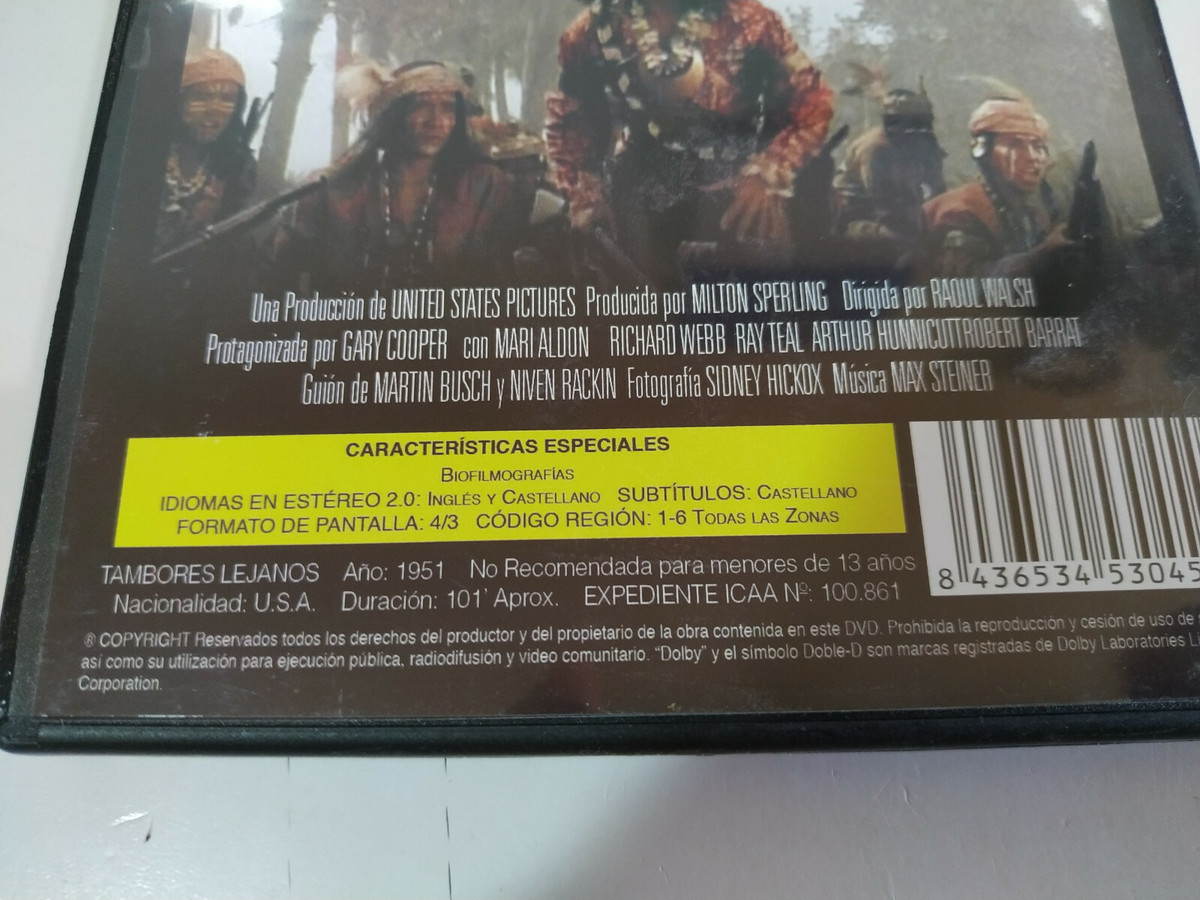 Una Producción de UNITED STATES PICTURES Producida por MILTON SPERLING Dirigida por RAOUL WALSH
Protagonizada por GARY COOPER con MARI ALDON RICHARD WEBB RAY TEAL ARTHUR HUNNICUTT ROBERT BARRAT
Guión de MARTIN BUSCH y NIVEN RACKIN Fotografía SIDNEY HICKOX Música MAX STEINER
CARACTERÍSTICAS ESPECIALES
BIOFILMOGRAFÍAS
IDIOMAS EN ESTÉREO 2.0: INGLÉS Y CASTELLANO SUBTÍTULOS: CASTELLANO
FORMATO DE PANTALLA: 4/3 CÓDIGO REGIÓN: 1-6 TODAS LAS ZONAS
8 436534 53045
TAMBORES LEJANOS Año: 1951 No Recomendada para menores de 13 años
Nacionalidad: U.S.A. Duración: 101' Aprox. EXPEDIENTE ICAA Nº: 100.861
® COPYRIGHT Reservados todos los derechos del productor y del propietario de la obra contenida en este DVD. Prohibida la reproducción y cesión de uso de
así como su utilización para ejecución pública, radiodifusión y video comunitario. "Dolby" y el símbolo Doble-D son marcas registradas de Dolby Laboratories
Corporation.